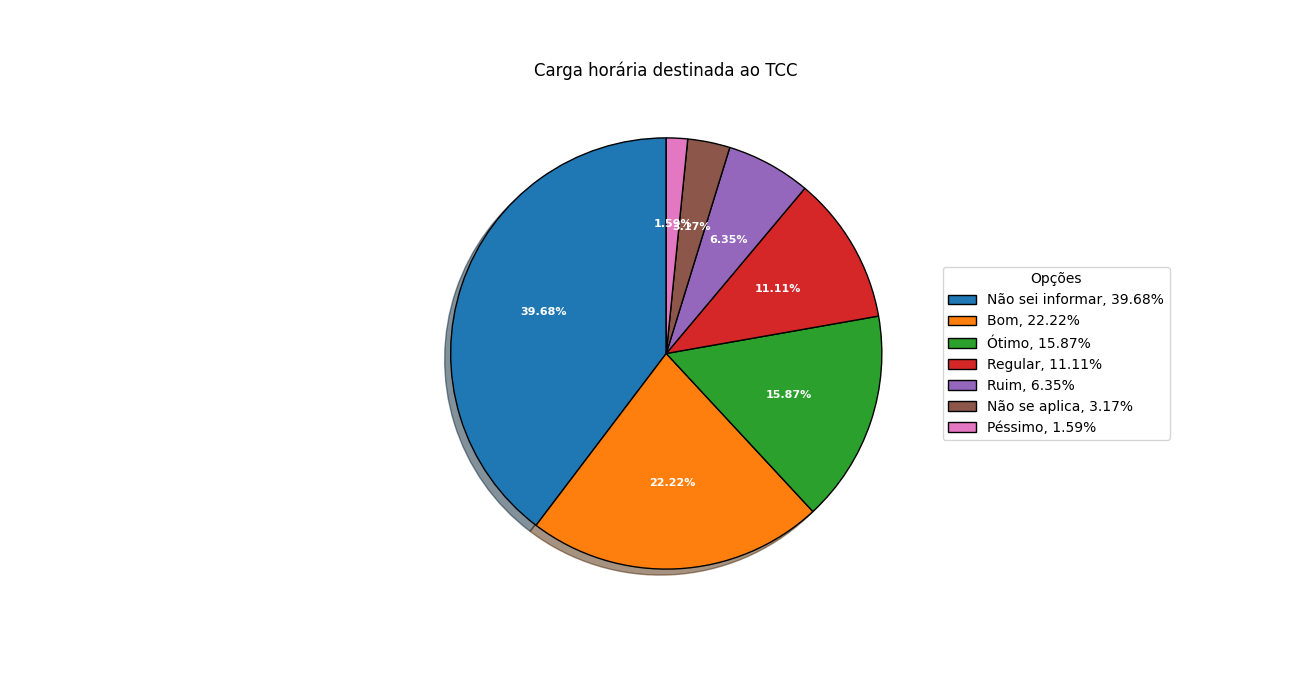 Carga horária destinada ao TCC
1.59%
3.17%
6.35%
11.11%
39.68%
15.87%
22.22%
Opções
Não sei informar, 39.68%
Bom, 22.22%
Ótimo, 15.87%
Regular, 11.11%
Ruim, 6.35%
Não se aplica, 3.17%
Péssimo, 1.59%